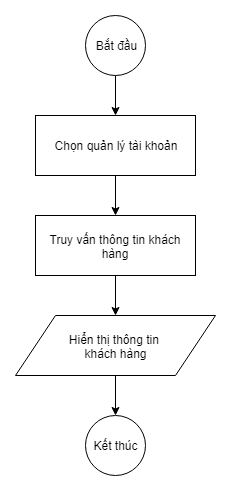 Bắt đầu
Chọn quản lý tài khoản
Truy vấn thông tin khách
hàng
Hiển thị thông tin
khách hàng
Kết thúc